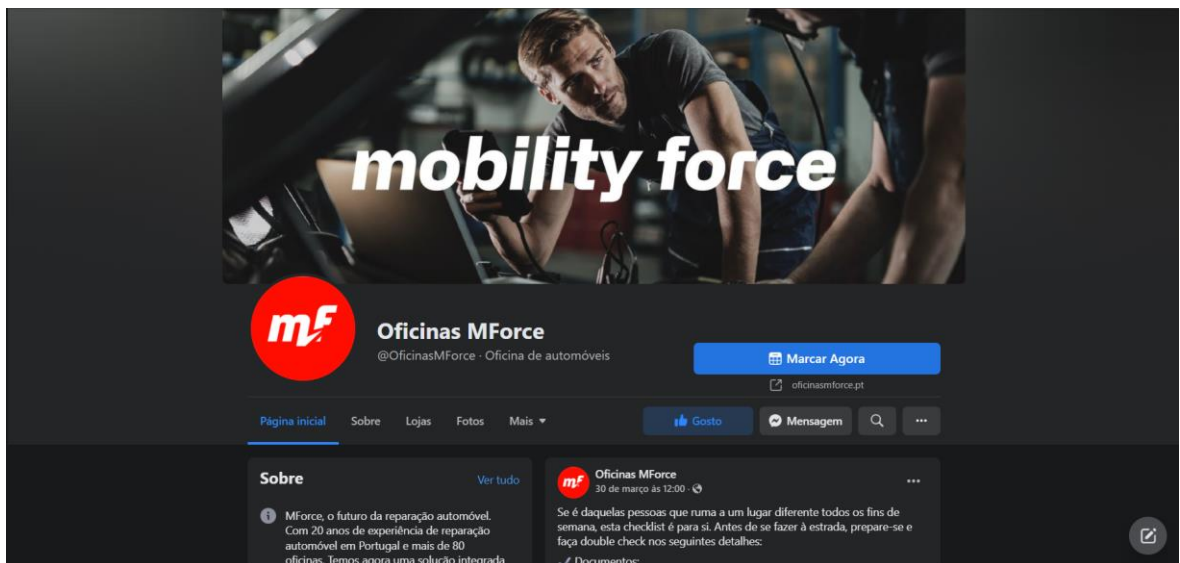 mobility force
mF
Oficinas MForce
@OficinasMForce · Oficina de automóveis
Marcar Agora
oficinasmforce.pt
Página inicial
Sobre
Lojas
Fotos
Mais
Gosto
Mensagem
Sobre
Ver tudo
MForce, o futuro da reparação automóvel.
Com 20 anos de experiência de reparação
automóvel em Portugal e mais de 80
oficinas. Temos agora uma solução integrada
mF
Oficinas MForce
30 de março às 12:00 ·
Se é daquelas pessoas que ruma a um lugar diferente todos os fins de
semana, esta checklist é para si. Antes de se fazer à estrada, prepare-se e
faça double check nos seguintes detalhes:
Documentos: